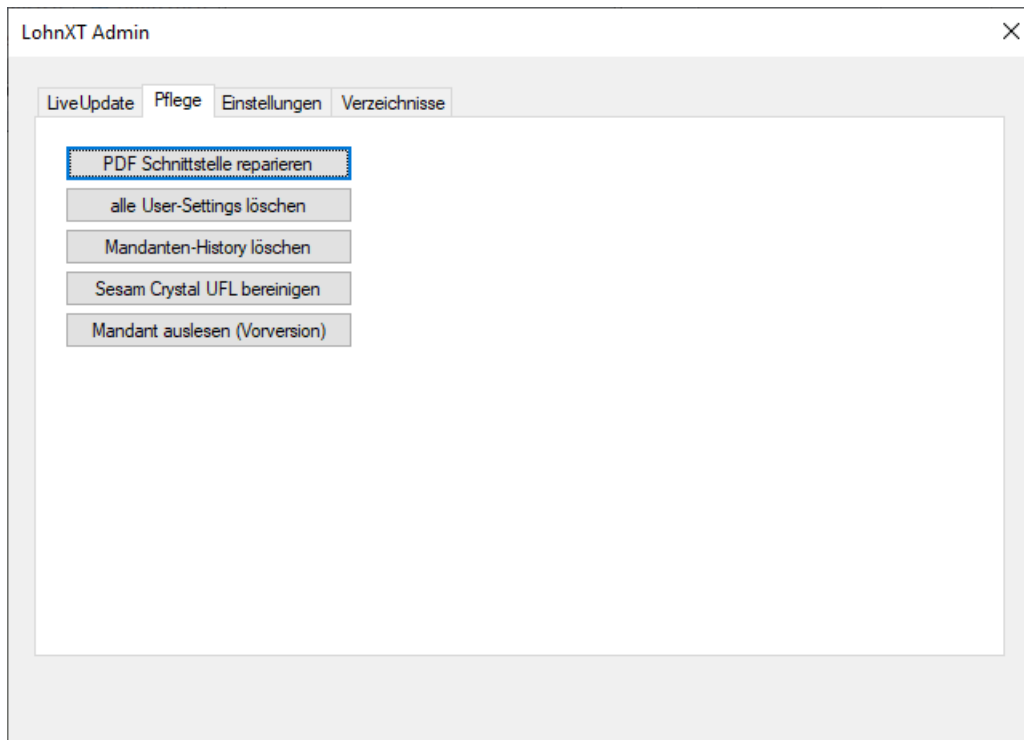 LohnXT Admin
LiveUpdate Pflege Einstellungen Verzeichnisse
PDF Schnittstelle reparieren
alle User-Settings löschen
Mandanten-History löschen
Sesam Crystal UFL bereinigen
Mandant auslesen (Vorversion)